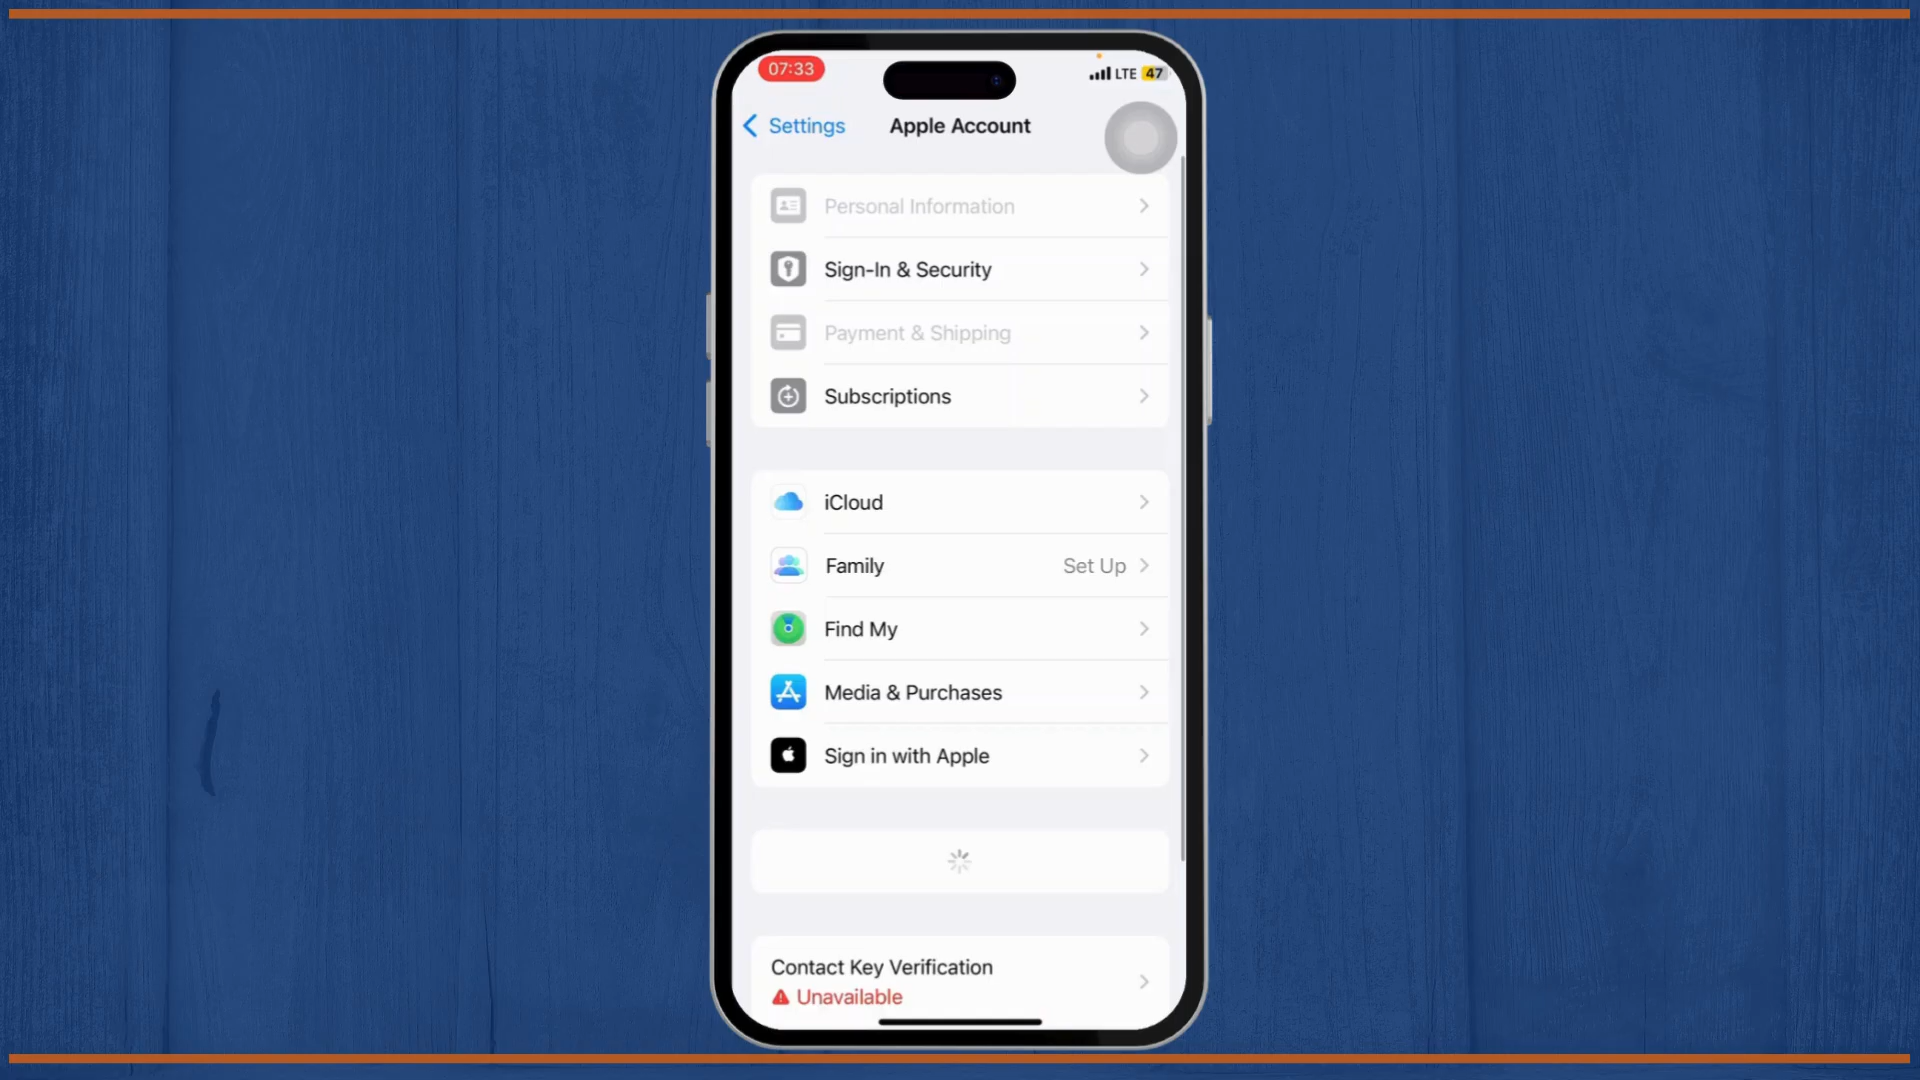 07:33
LTE 47
Settings
Apple Account
Personal Information
Sign-In & Security
Payment & Shipping
Subscriptions
iCloud
Family
Set Up
Find My
Media & Purchases
Sign in with Apple
Contact Key Verification
Unavailable